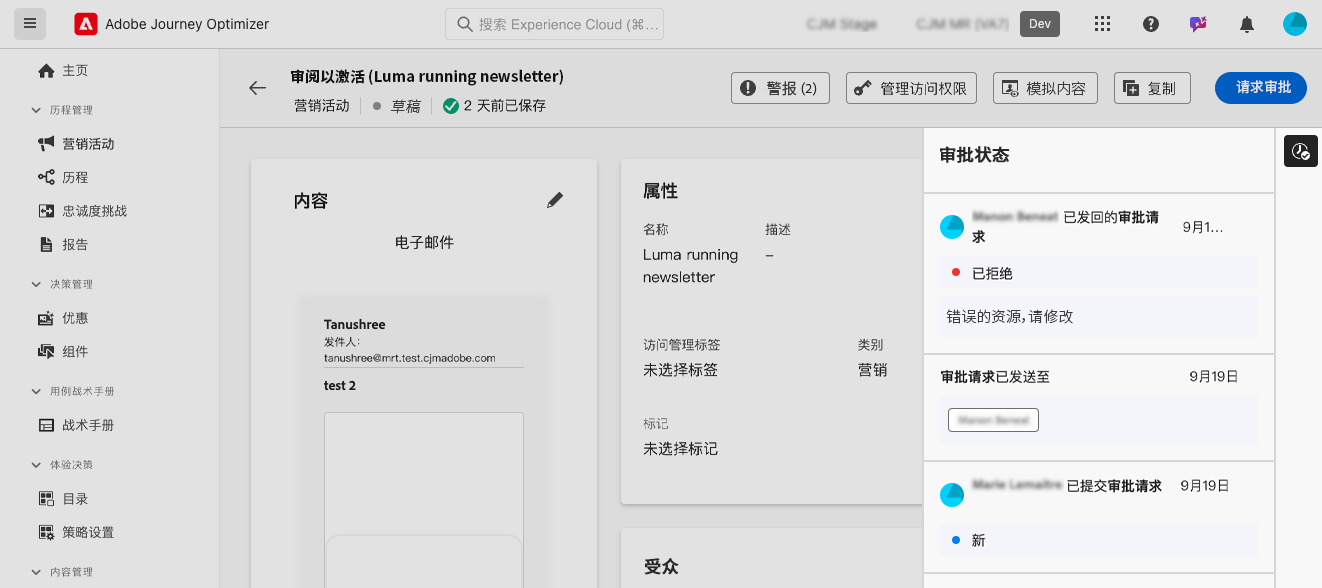 Adobe Journey Optimizer
搜索 Experience Cloud (⌘…
Dev
主页
历程管理
营销活动
历程
忠诚度挑战
报告
决策管理
优惠
组件
用例战术手册
战术手册
体验决策
目录
策略设置
内容管理
审阅以激活 (Luma running newsletter)
营销活动
草稿
2 天前已保存
警报 (2)
管理访问权限
模拟内容
复制
请求审批
内容
电子邮件
Tanushree
发件人:
tanushree@mrt.test.cjmadobe.com
test 2
属性
名称
描述
Luma running
newsletter
–
访问管理标签
类别
未选择标签
营销
标记
未选择标记
受众
审批状态
已发回的审批请
求
9月1…
已拒绝
错误的资源,请修改
审批请求已发送至
9月19日
已提交审批请求
9月19日
新